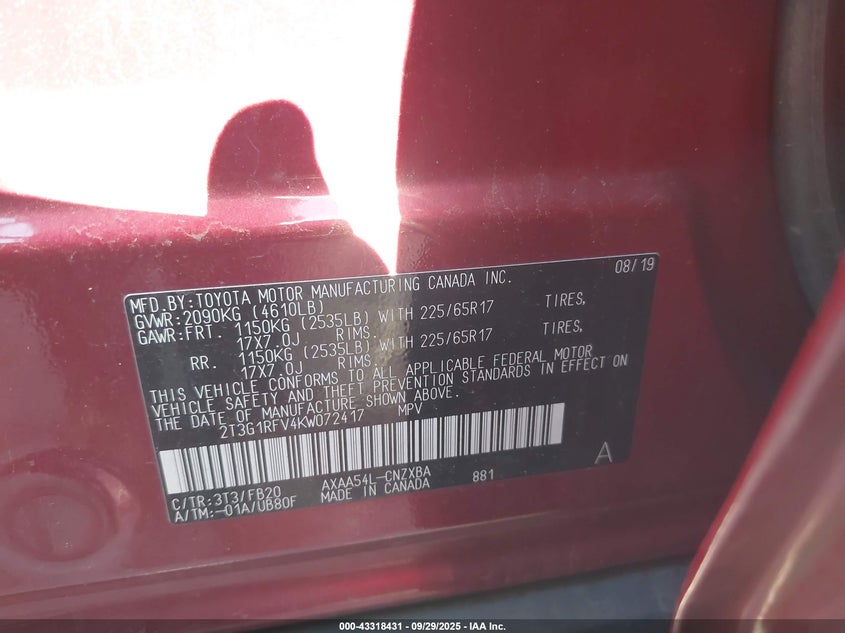 MFD.BY:TOYOTA MOTOR MANUFACTURING CANADA INC. 08/19
GVWR:2090KG (4610LB)
GAWR:FRT. 1150KG (2535LB) WITH 225/65R17 TIRES,
17X7.0J RIMS.
RR. 1150KG (2535LB) WITH 225/65R17 TIRES,
17X7.0J RIMS.
THIS VEHICLE CONFORMS TO ALL APPLICABLE FEDERAL MOTOR
VEHICLE SAFETY AND THEFT PREVENTION STANDARDS IN EFFECT ON
THE DATE OF MANUFACTURE SHOWN ABOVE.
2T3G1RFV4KW072417 MPV
C/TR:3T3/FB20 AXAA54L-CNZXBA 881 A
A/TM:-01A/UB80F MADE IN CANADA
000-43318431 - 09/29/2025 - IAA Inc.